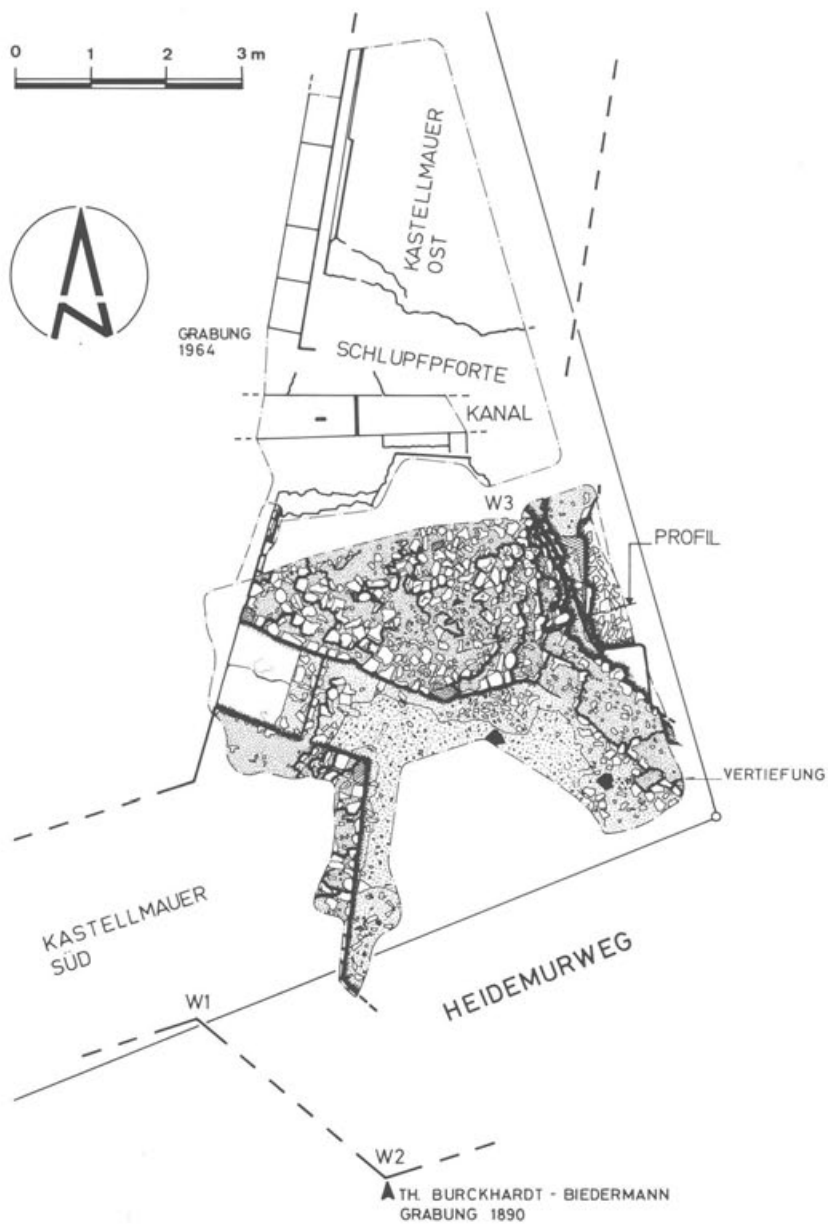 0 1 2 3 m
KASTELLMAUER
OST
N
GRABUNG
1964
SCHLUPFPFORTE
KANAL
W3
PROFIL
VERTIEFUNG
KASTELLMAUER
SÜD
W1
HEIDEMURWEG
W2
TH. BURCKHARDT - BIEDERMANN
GRABUNG 1890